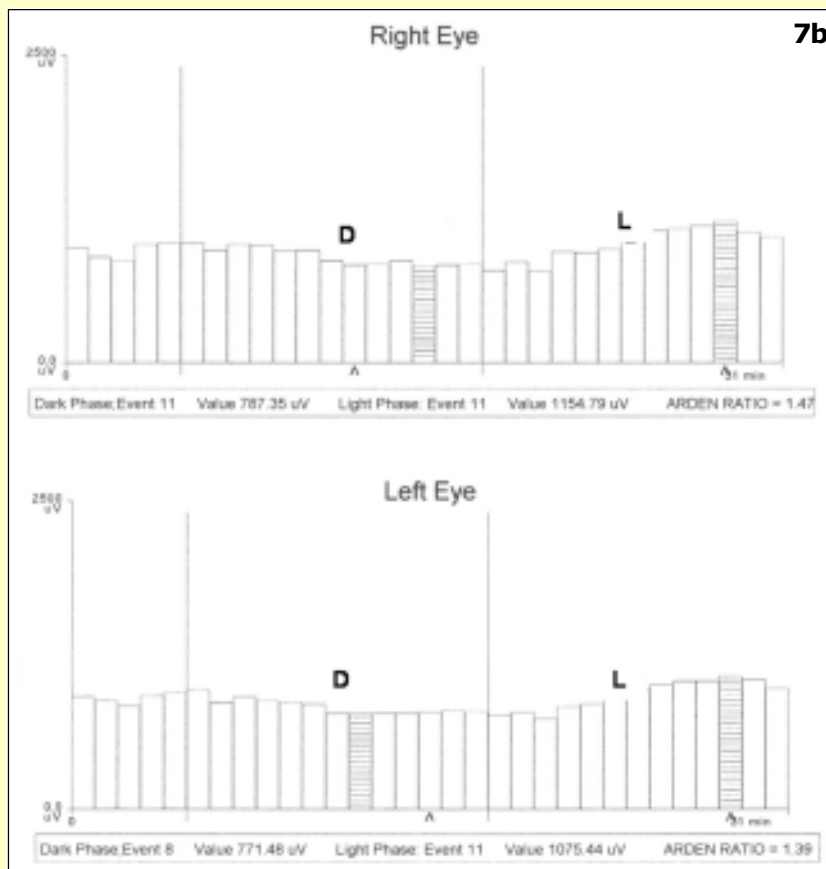 7b
Right Eye
2500
uV
D
L
0.0
uV
0
31 min
Dark Phase;Event 11 Value 787.35 uV Light Phase: Event 11 Value 1154.79 uV ARDEN RATIO = 1.47
Left Eye
2500
uV
D
L
0.0
uV
0
31 min
Dark Phase;Event 8 Value 771.48 uV Light Phase: Event 11 Value 1075.44 uV ARDEN RATIO = 1.39